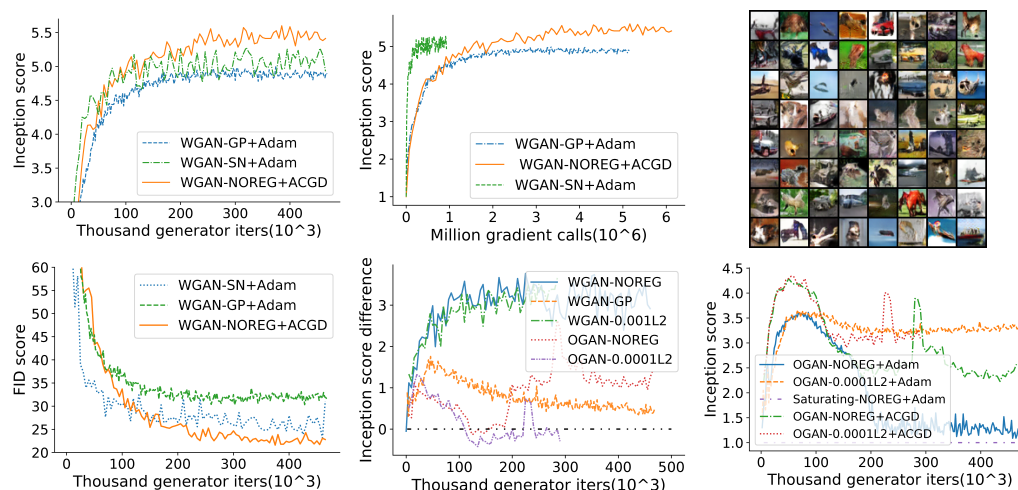 Inception score
5.5
5.0
4.5
4.0
3.5
3.0
WGAN-GP+Adam
WGAN-SN+Adam
WGAN-NOREG+ACGD
0 100 200 300 400
Thousand generator iters(10^3)
Inception score
5
4
3
2
1
WGAN-GP+Adam
WGAN-NOREG+ACGD
WGAN-SN+Adam
0 1 2 3 4 5 6
Million gradient calls(10^6)
FID score
60
55
50
45
40
35
30
25
20
WGAN-SN+Adam
WGAN-GP+Adam
WGAN-NOREG+ACGD
0 100 200 300 400
Thousand generator iters(10^3)
Inception score difference
3
2
1
0
WGAN-NOREG
WGAN-GP
WGAN-0.001L2
OGAN-NOREG
OGAN-0.0001L2
0 100 200 300 400 500
Thousand generator iters(10^3)
Inception score
4.5
4.0
3.5
3.0
2.5
2.0
1.5
1.0
OGAN-NOREG+Adam
OGAN-0.0001L2+Adam
Saturating-NOREG+Adam
OGAN-NOREG+ACGD
OGAN-0.0001L2+ACGD
0 100 200 300 400
Thousand generator iters(10^3)